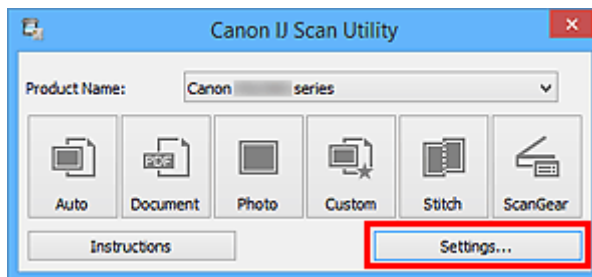 Canon IJ Scan Utility
Product Name: Canon series
PDF
Auto Document Photo Custom Stitch ScanGear
Instructions Settings...